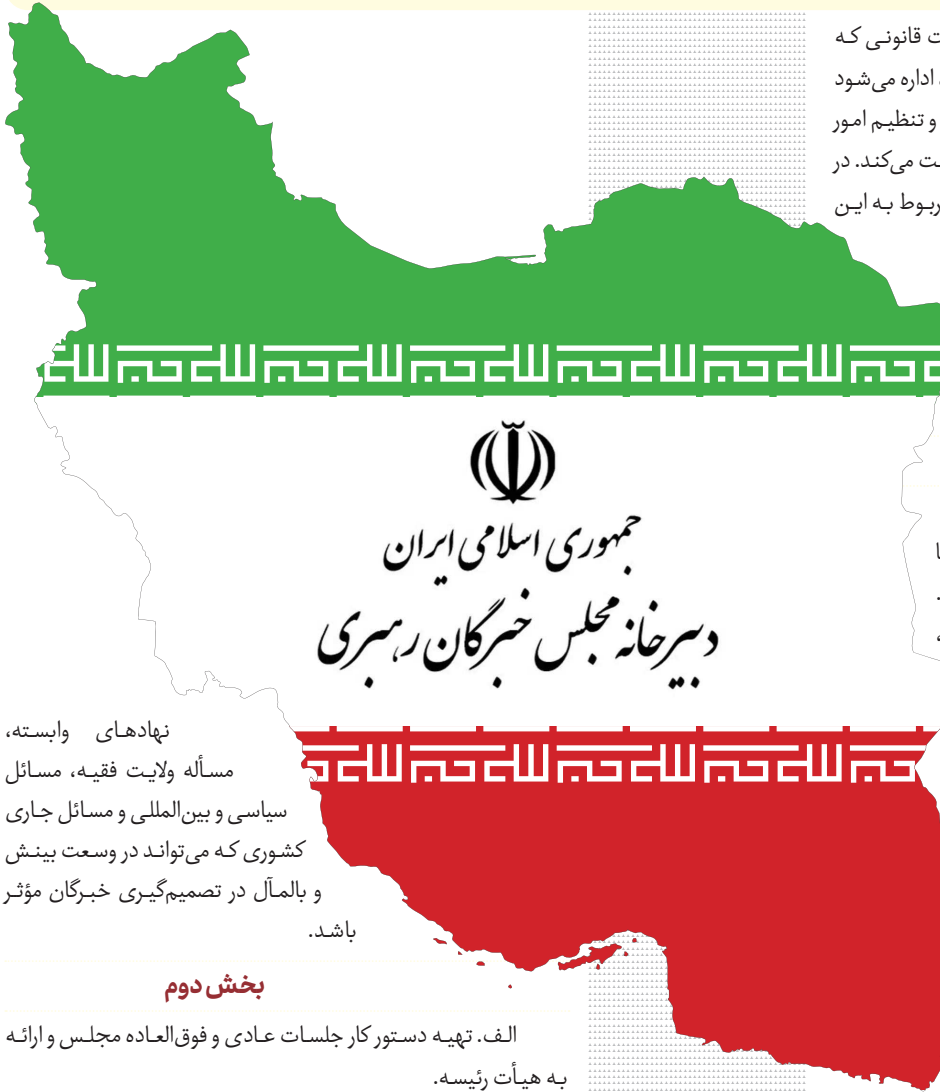 ت قانونی که
اداره می‌شود
و تنظیم امور
ت می‌کند. در
ربوط به این
جمهوری اسلامی ایران
دبیرخانه مجلس خبرگان رهبری
نهادهای وابسته،
مسأله ولایت فقیه، مسائل
سیاسی و بین‌المللی و مسائل جاری
کشوری که می‌تواند در وسعت بینش
و بالمآل در تصمیم‌گیری خبرگان مؤثر
باشد.
بخش دوم
الف. تهیه دستور کار جلسات عادی و فوق‌العاده مجلس و ارائه
به هیأت رئیسه.